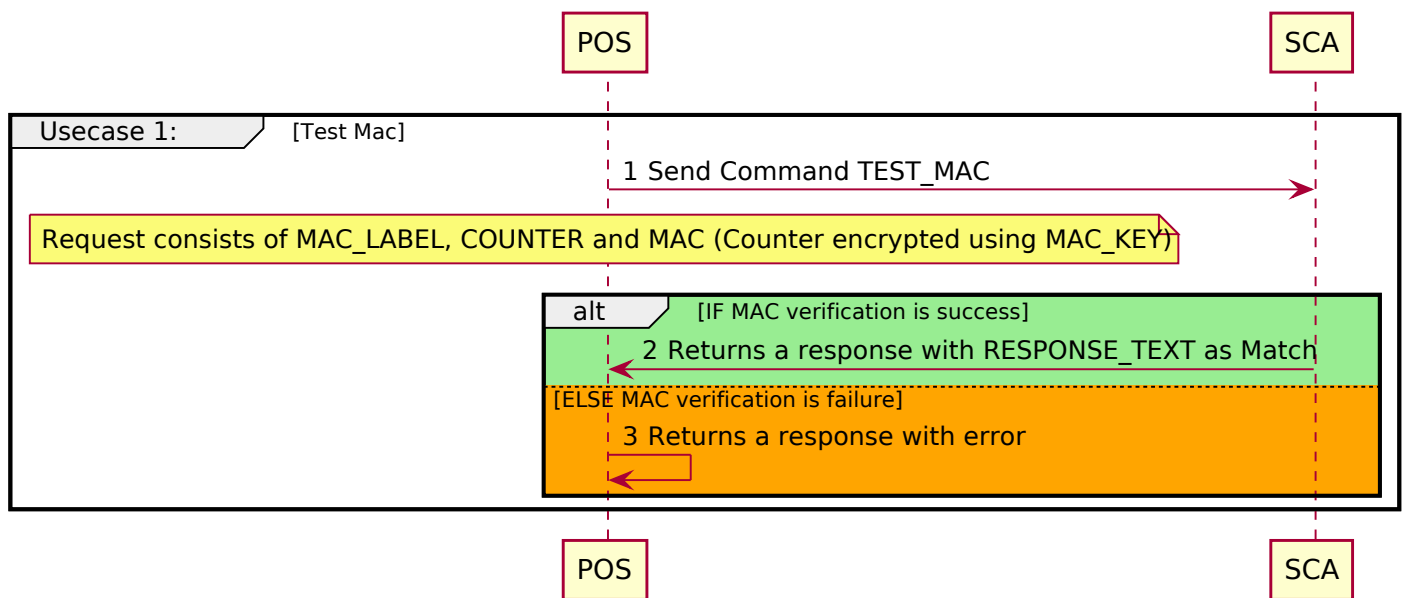 POS
SCA
Usecase 1:
[Test Mac]
1 Send Command TEST_MAC
Request consists of MAC_LABEL, COUNTER and MAC (Counter encrypted using MAC_KEY)
alt
[IF MAC verification is success]
2 Returns a response with RESPONSE_TEXT as Match
[ELSE MAC verification is failure]
3 Returns a response with error
POS
SCA